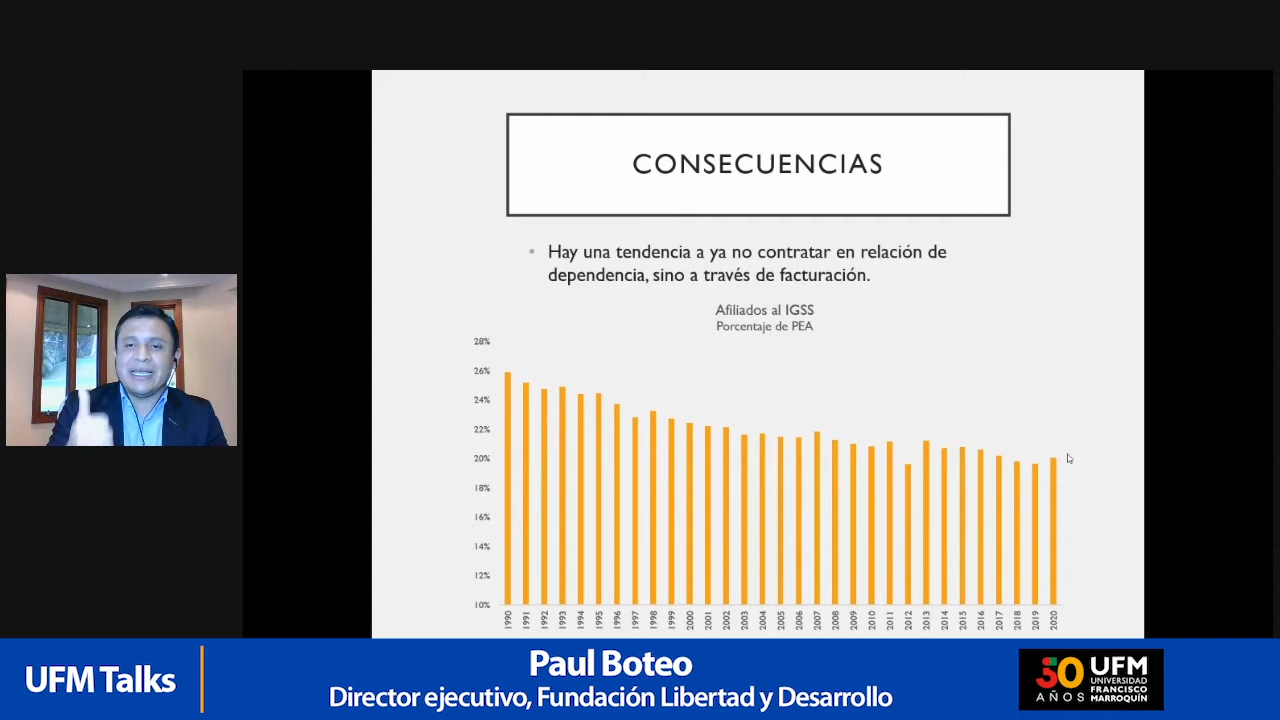 CONSECUENCIAS
• Hay una tendencia a ya no contratar en relación de
dependencia, sino a través de facturación.
Afiliados al IGSS
Porcentaje de PEA
28%
26%
24%
22%
20%
18%
16%
14%
12%
10%
1990 1991 1992 1993 1994 1995 1996 1997 1998 1999 2000 2001 2002 2003 2004 2005 2006 2007 2008 2009 2010 2011 2012 2013 2014 2015 2016 2017 2018 2019 2020
UFM Talks
Paul Boteo
Director ejecutivo, Fundación Libertad y Desarrollo
50
AÑOS
UFM
UNIVERSIDAD
FRANCISCO
MARROQUÍN